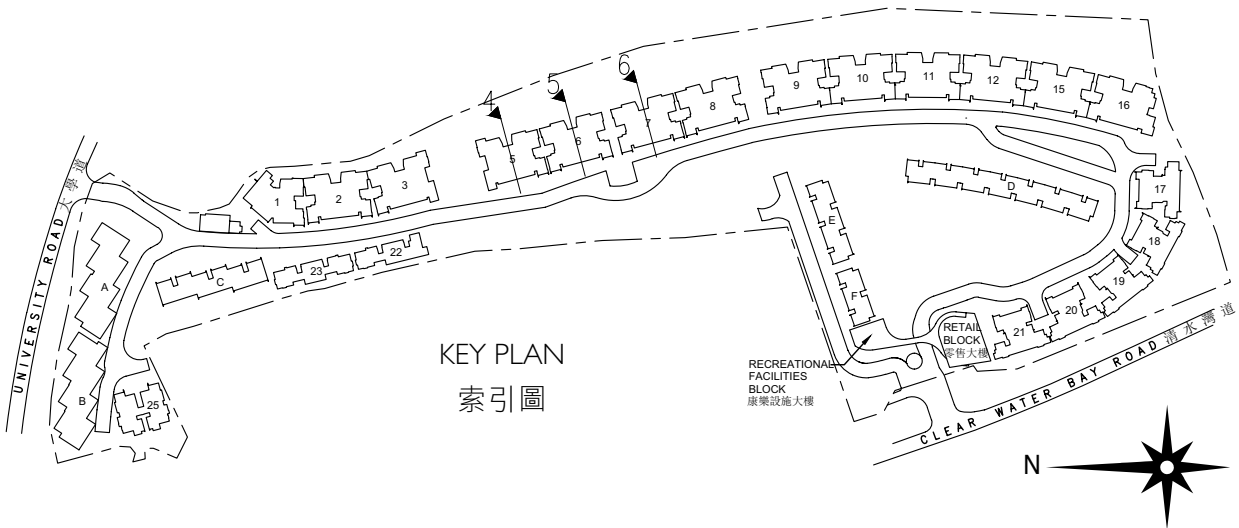 4
5
6
1
2
3
5
6
7
8
9
10
11
12
15
16
17
18
19
20
21
22
23
25
A
B
C
D
E
F
UNIVERSITY ROAD 大學道
KEY PLAN
索引圖
RECREATIONAL
FACILITIES
BLOCK
康樂設施大樓
RETAIL
BLOCK
零售大樓
CLEAR WATER BAY ROAD 清水灣道
N